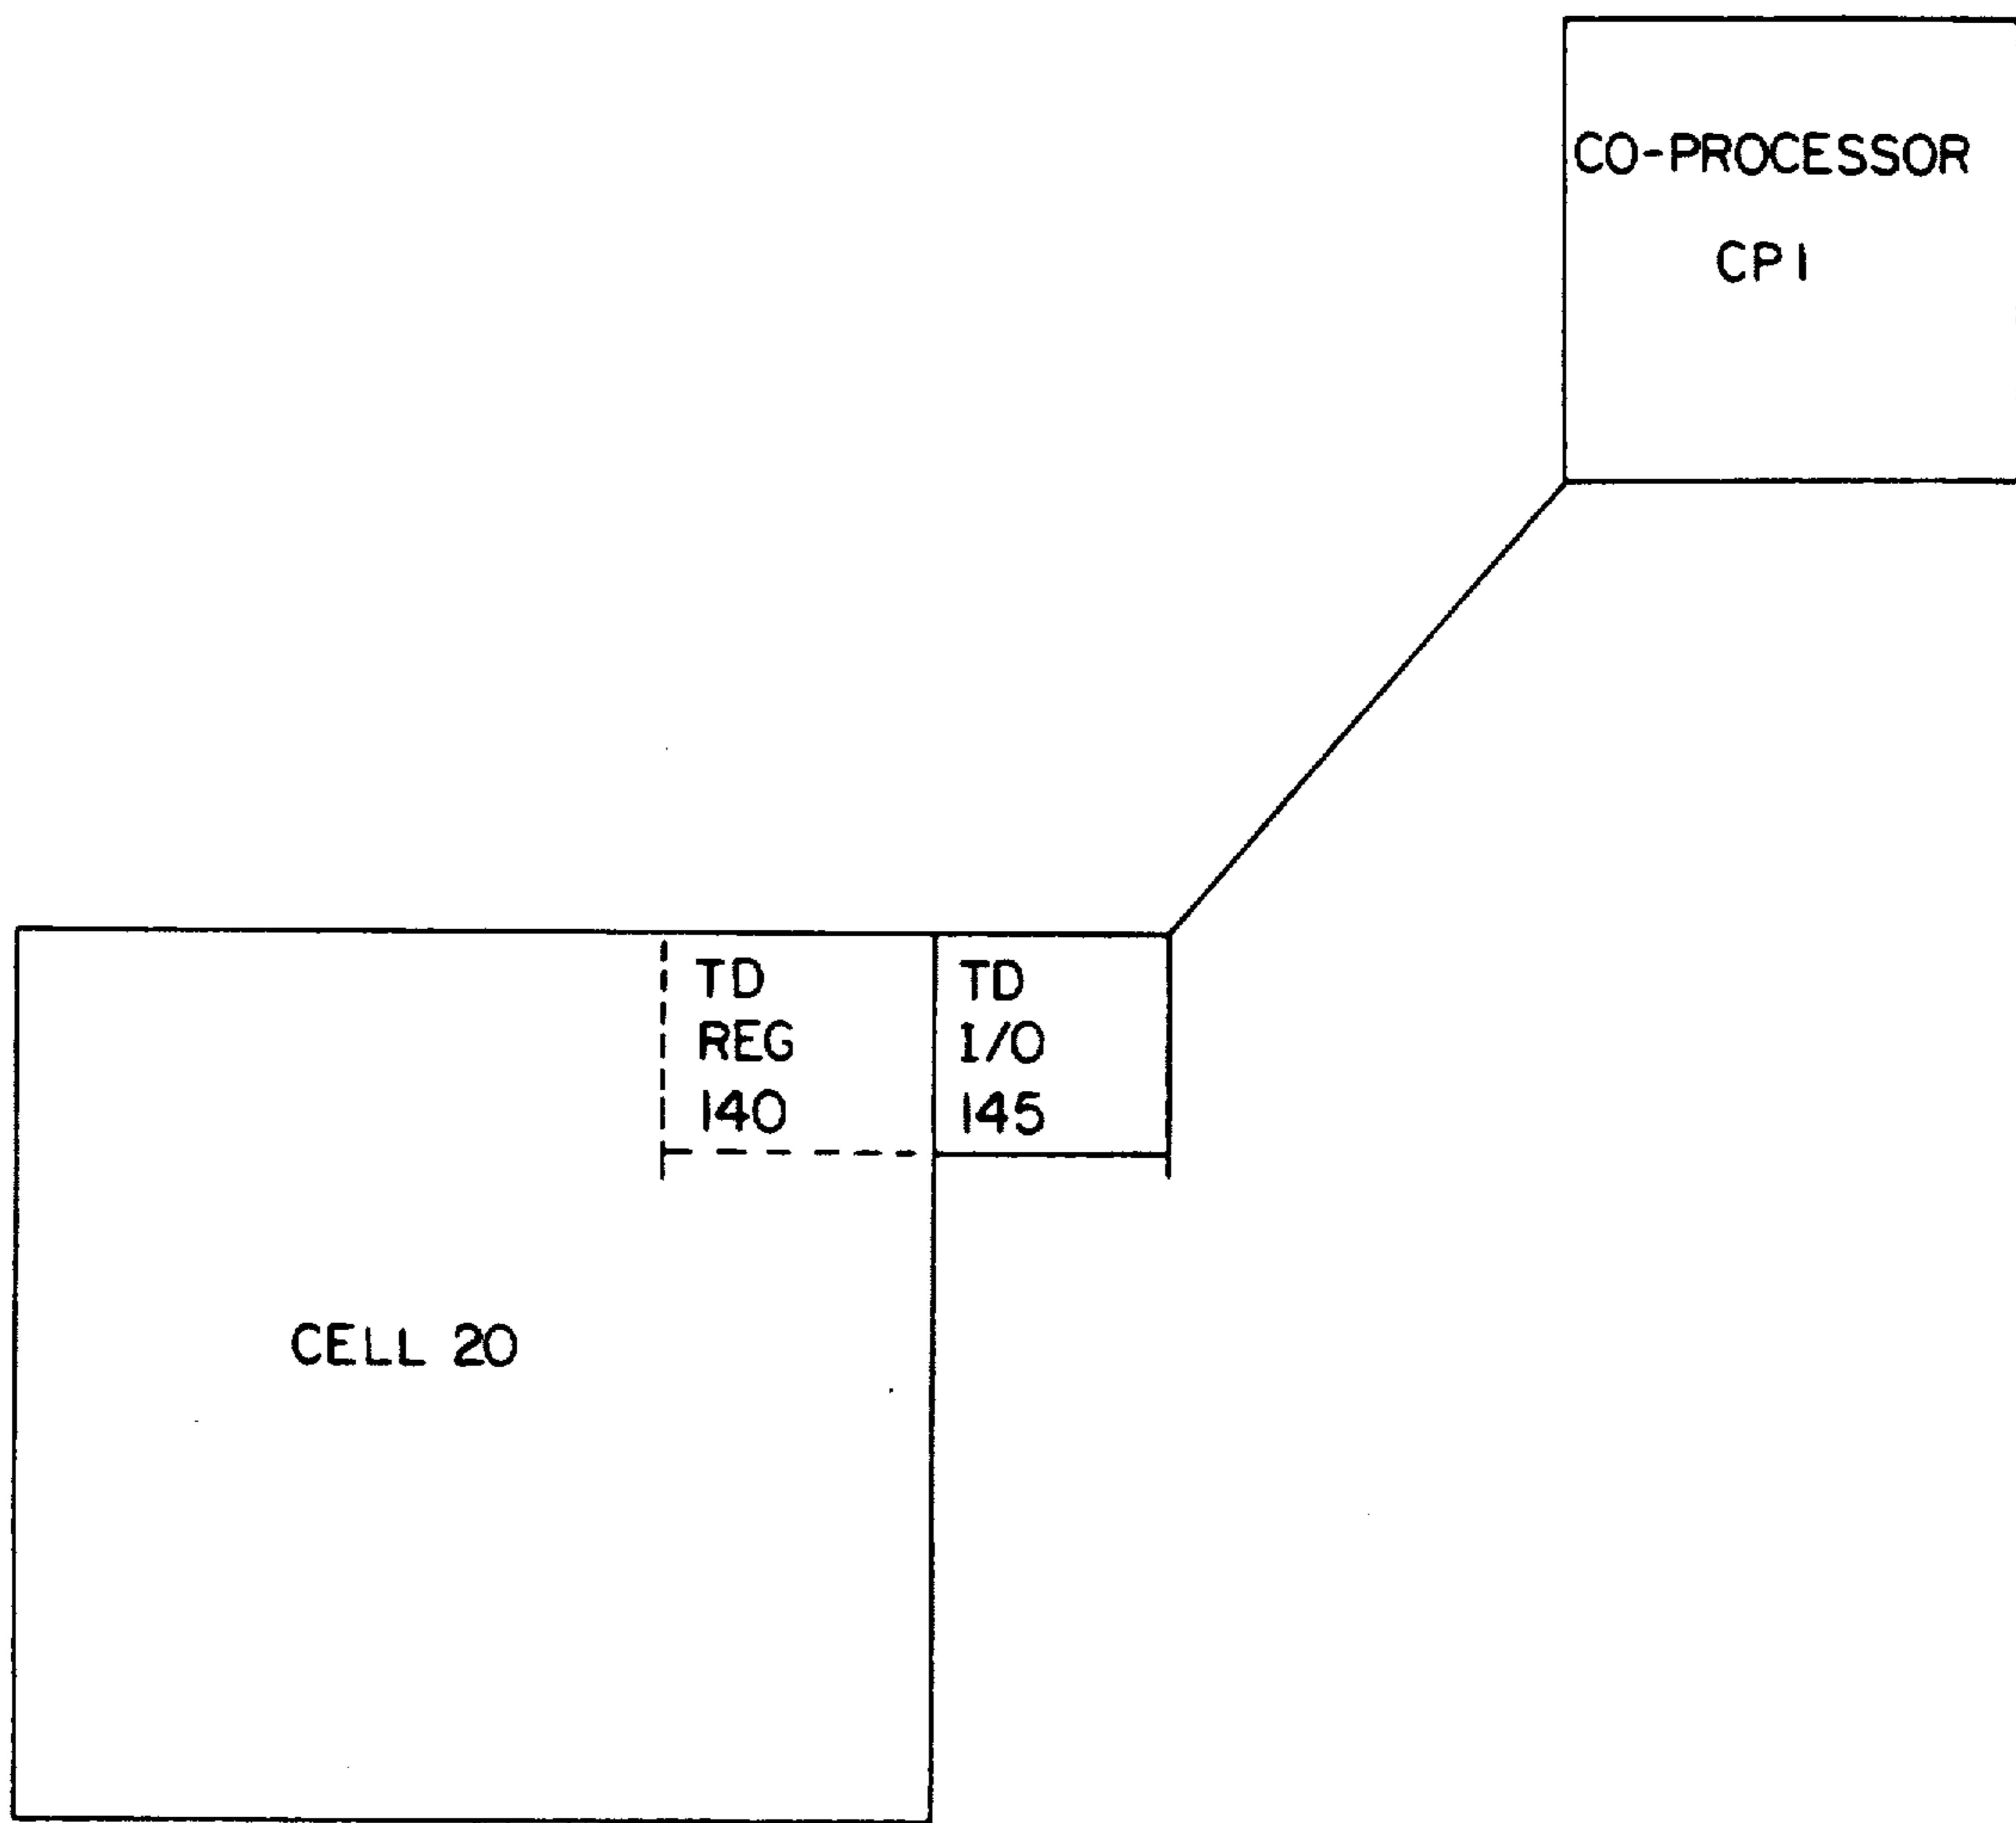 CO-PROCESSOR
CP1
TD
REG
140
TD
I/O
145
CELL 20